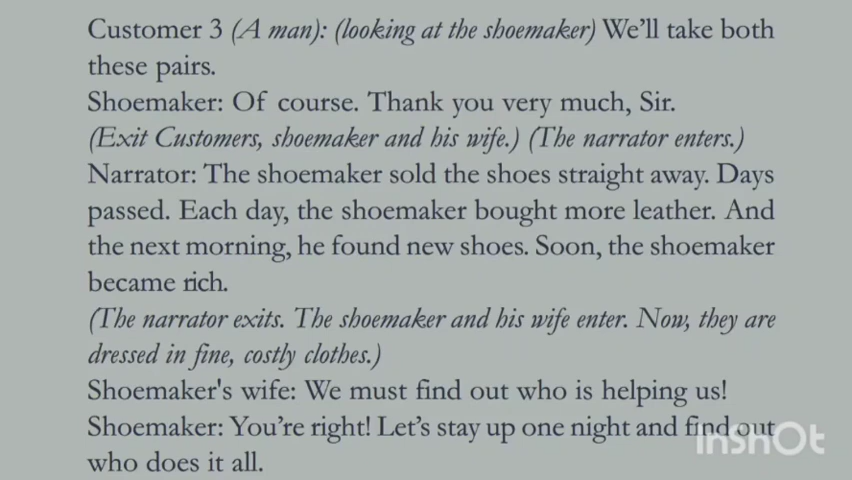 Customer 3 (A man): (looking at the shoemaker) We'll take both
these pairs.
Shoemaker: Of course. Thank you very much, Sir.
(Exit Customers, shoemaker and his wife.) (The narrator enters.)
Narrator: The shoemaker sold the shoes straight away. Days
passed. Each day, the shoemaker bought more leather. And
the next morning, he found new shoes. Soon, the shoemaker
became rich.
(The narrator exits. The shoemaker and his wife enter. Now, they are
dressed in fine, costly clothes.)
Shoemaker's wife: We must find out who is helping us!
Shoemaker: You're right! Let's stay up one night and find out
who does it all.
InShOt